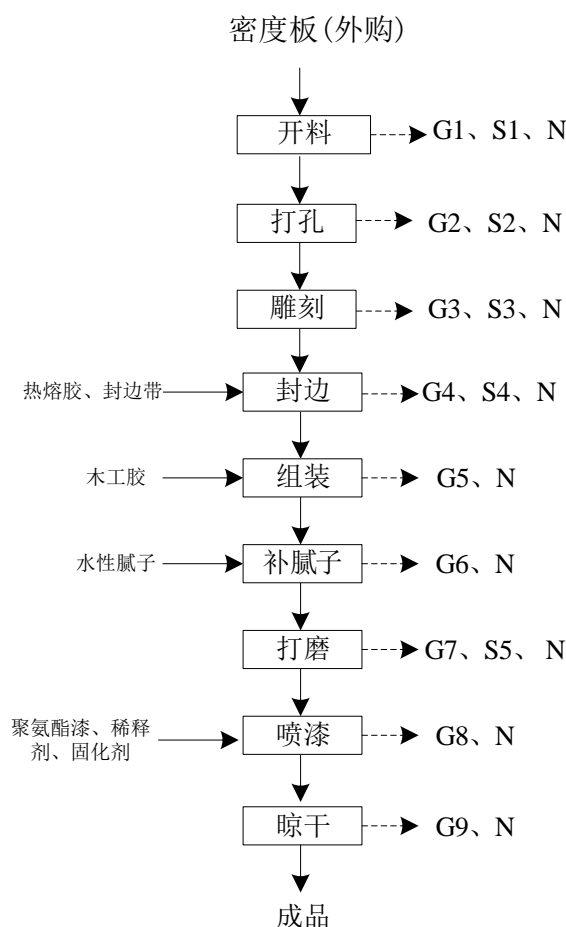 密度板(外购)
开料
G1、S1、N
打孔
G2、S2、N
雕刻
G3、S3、N
热熔胶、封边带
封边
G4、S4、N
木工胶
组装
G5、N
水性腻子
补腻子
G6、N
打磨
G7、S5、 N
聚氨酯漆、稀释
剂、固化剂
喷漆
G8、N
晾干
G9、N
成品